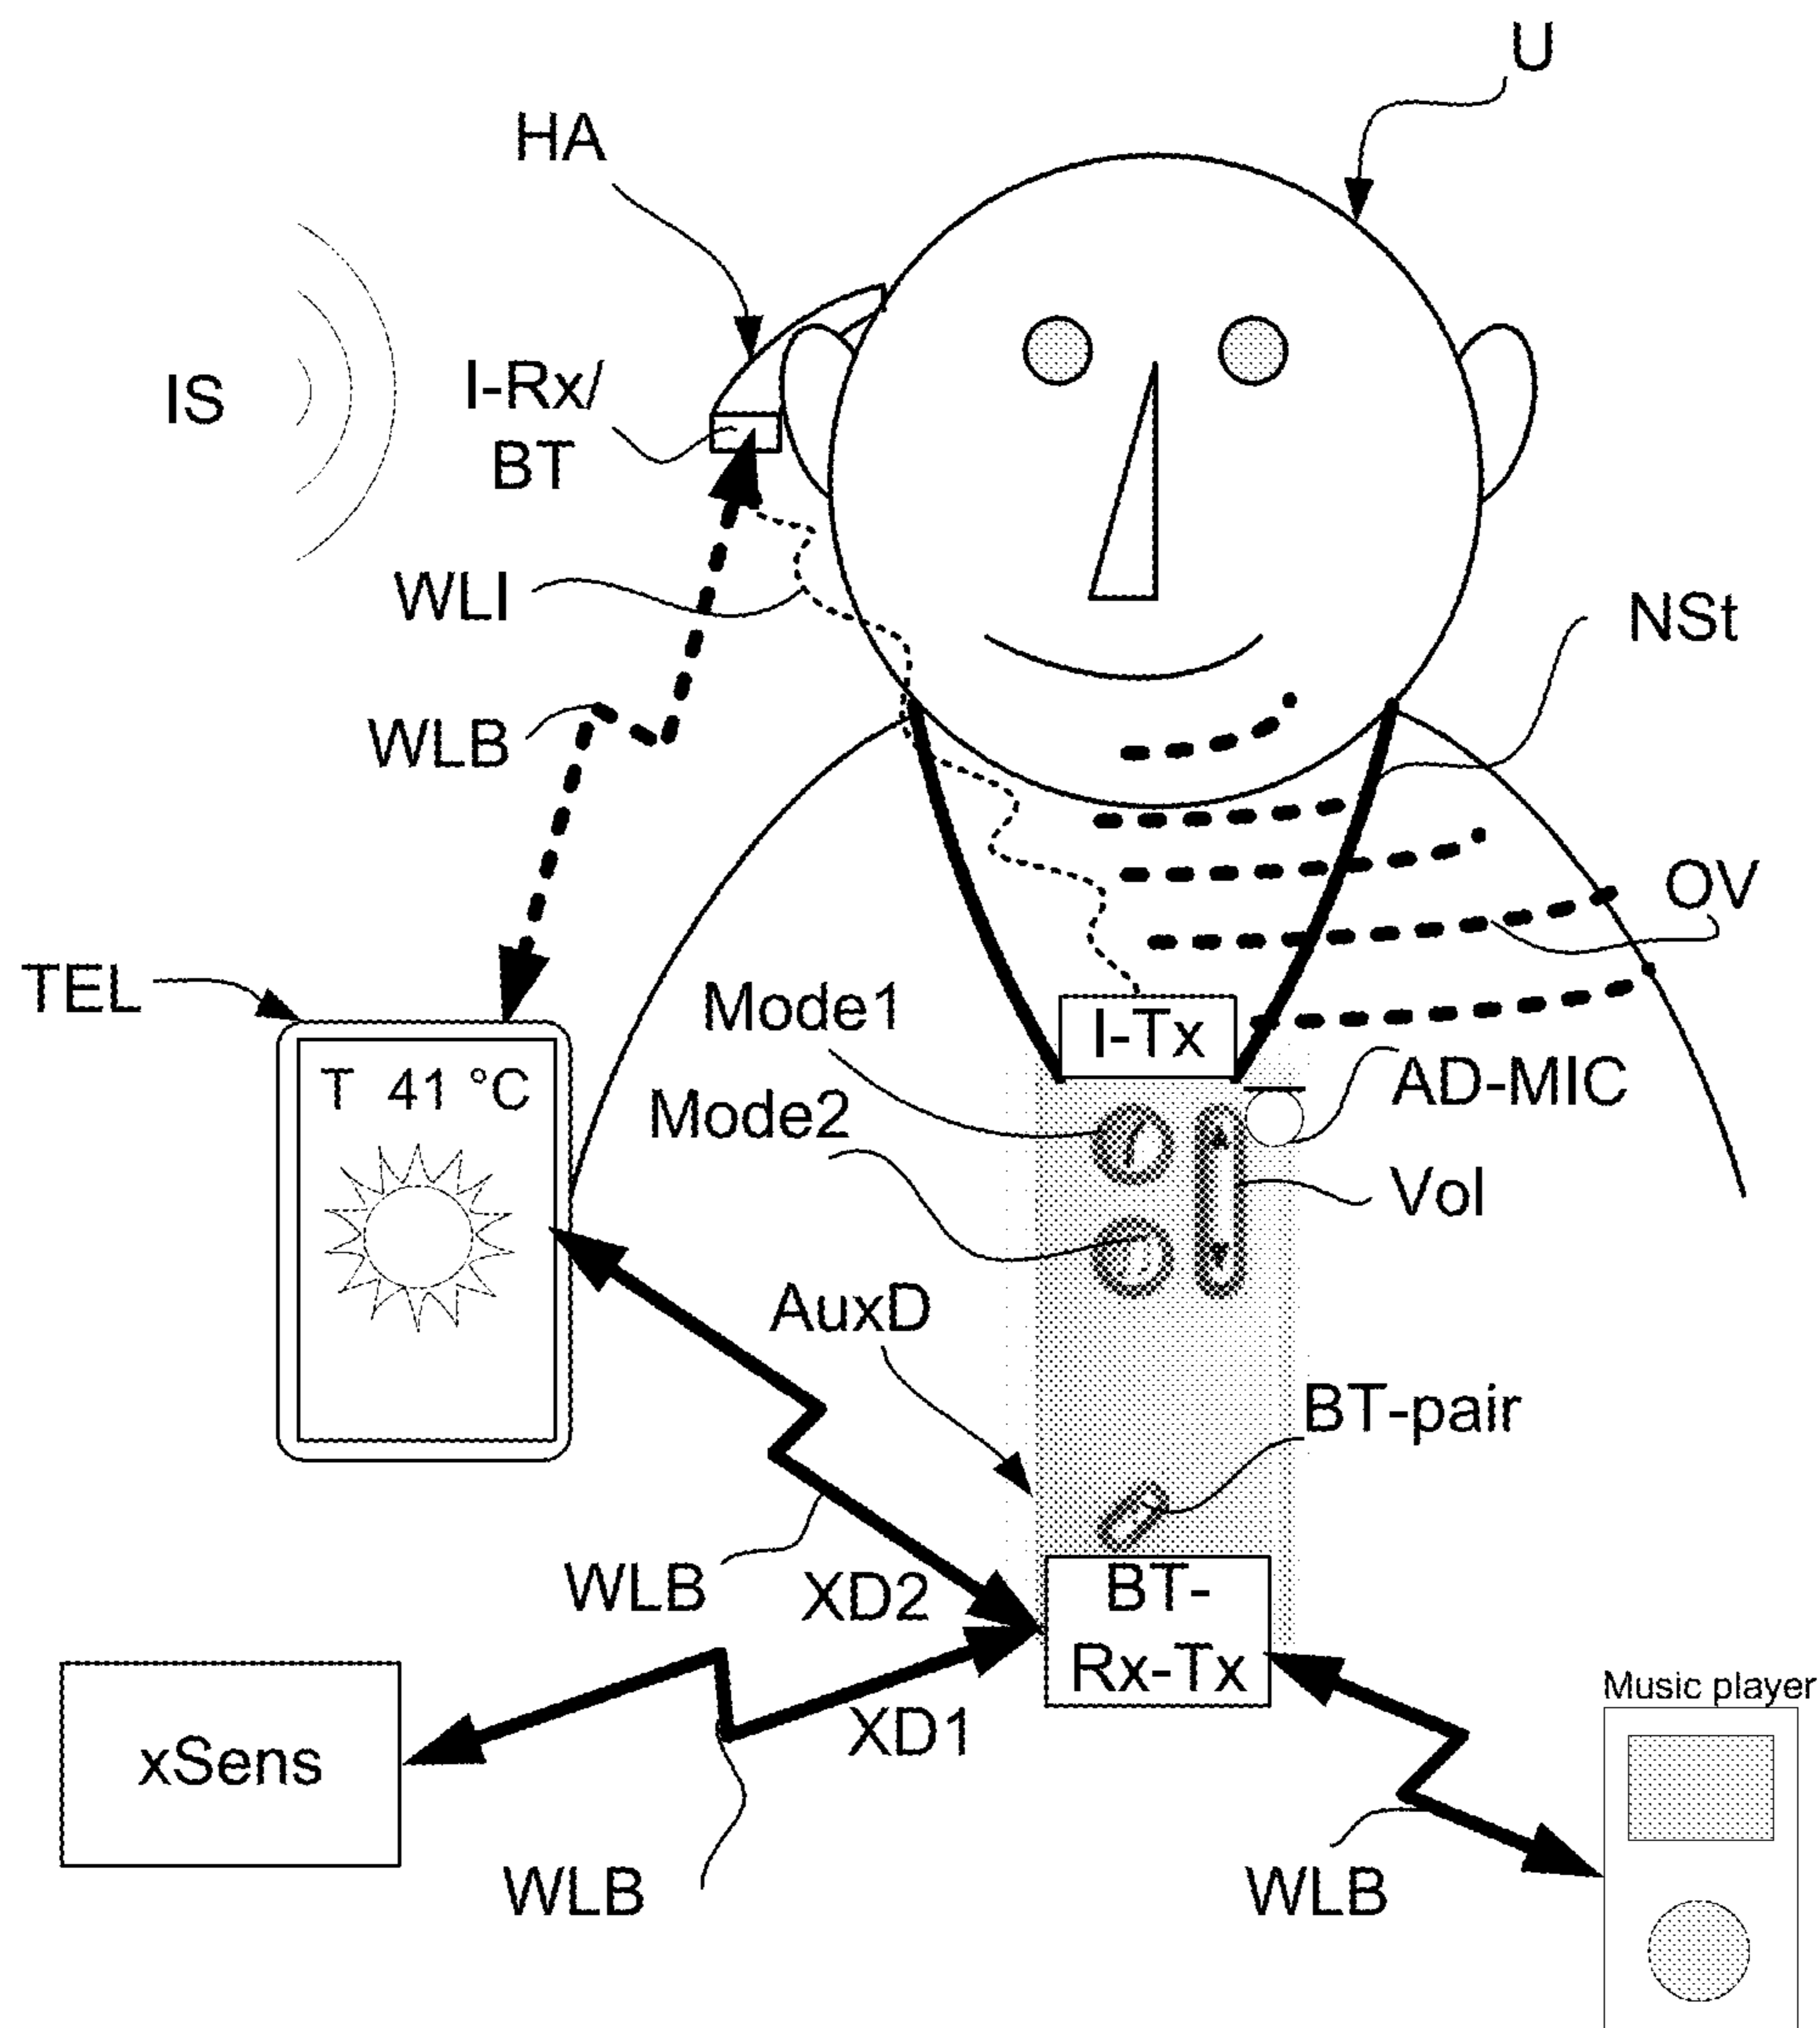 U
HA
IS
I-Rx/
BT
WLI
NSt
WLB
OV
TEL
Mode1
I-Tx
T 41 °C
AD-MIC
Mode2
Vol
AuxD
BT-pair
WLB
XD2
BT-
Rx-Tx
Music player
XD1
xSens
WLB
WLB